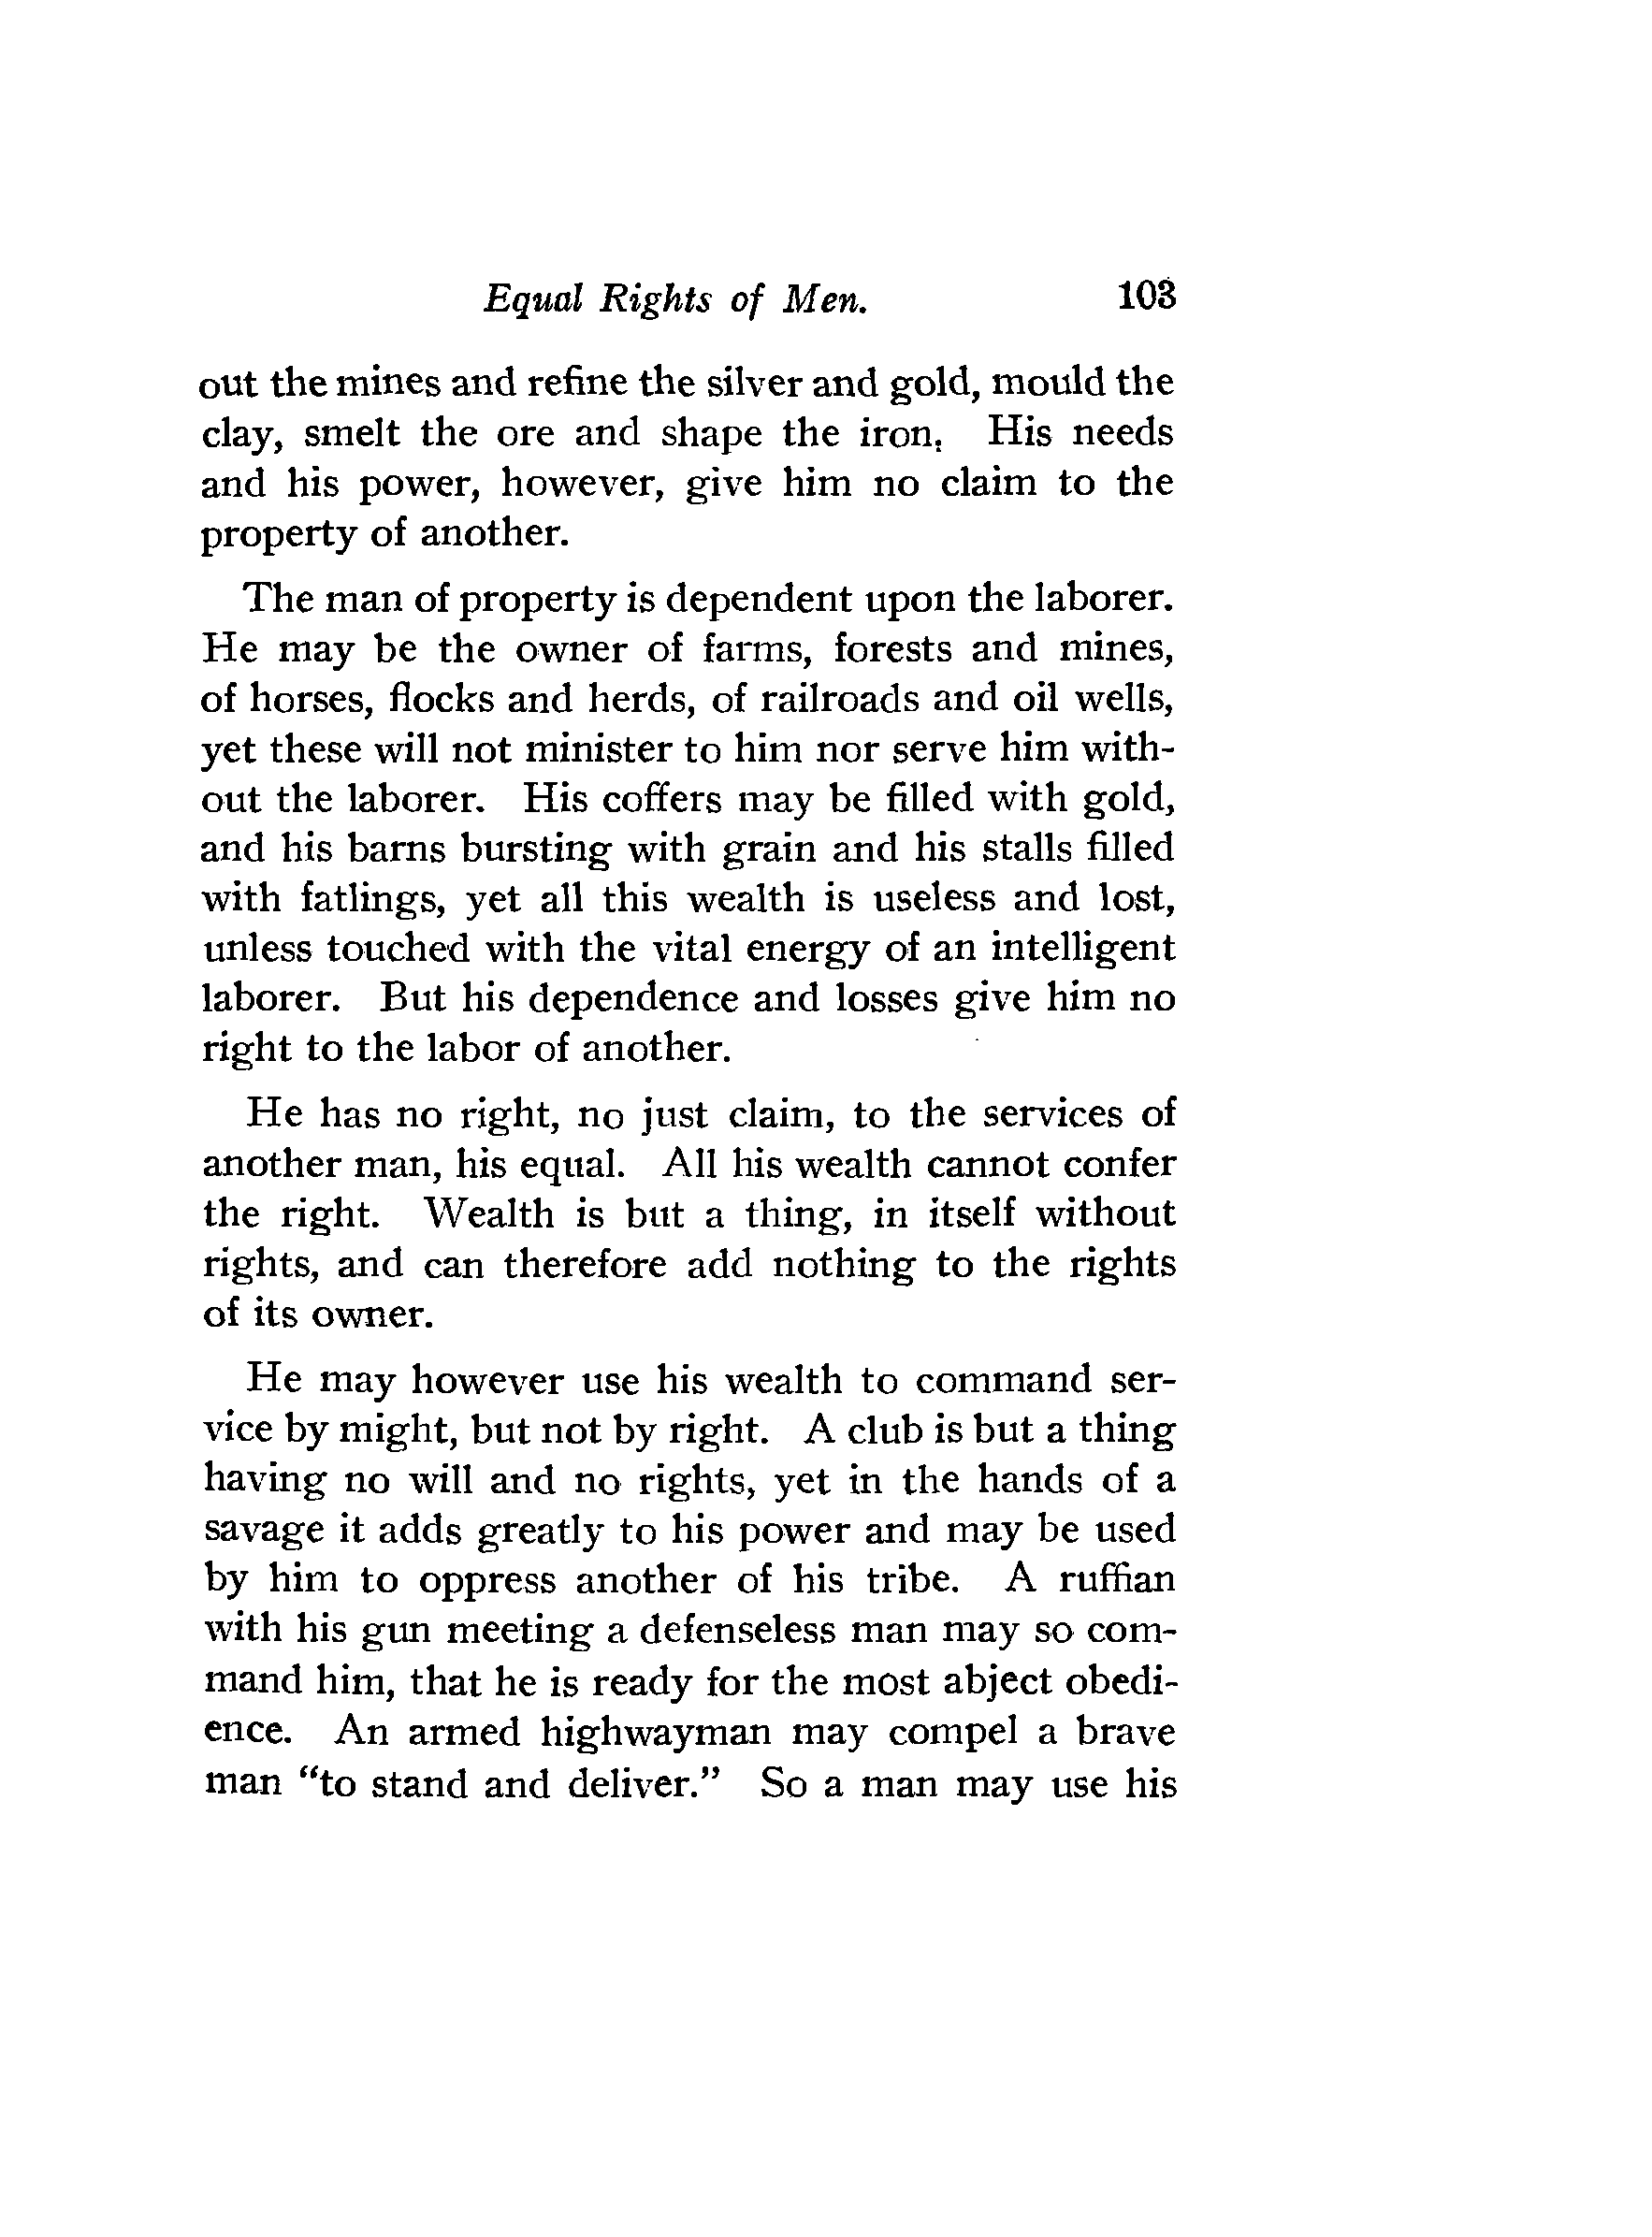 Equal Rights of Men. 103
out the mines and refine the silver and gold, mould the
clay, smelt the ore and shape the iron. His needs
and his power, however, give him no claim to the
property of another.
The man of property is dependent upon the laborer.
He may be the owner of farms, forests and mines,
of horses, flocks and herds, of railroads and oil wells,
yet these will not minister to him nor serve him with-
out the laborer. His coffers may be filled with gold,
and his barns bursting with grain and his stalls filled
with fatlings, yet all this wealth is useless and lost,
unless touched with the vital energy of an intelligent
laborer. But his dependence and losses give him no
right to the labor of another.
He has no right, no just claim, to the services of
another man, his equal. All his wealth cannot confer
the right. Wealth is but a thing, in itself without
rights, and can therefore add nothing to the rights
of its owner.
He may however use his wealth to command ser-
vice by might, but not by right. A club is but a thing
having no will and no rights, yet in the hands of a
savage it adds greatly to his power and may be used
by him to oppress another of his tribe. A ruffian
with his gun meeting a defenseless man may so com-
mand him, that he is ready for the most abject obedi-
ence. An armed highwayman may compel a brave
man “to stand and deliver.” So a man may use his